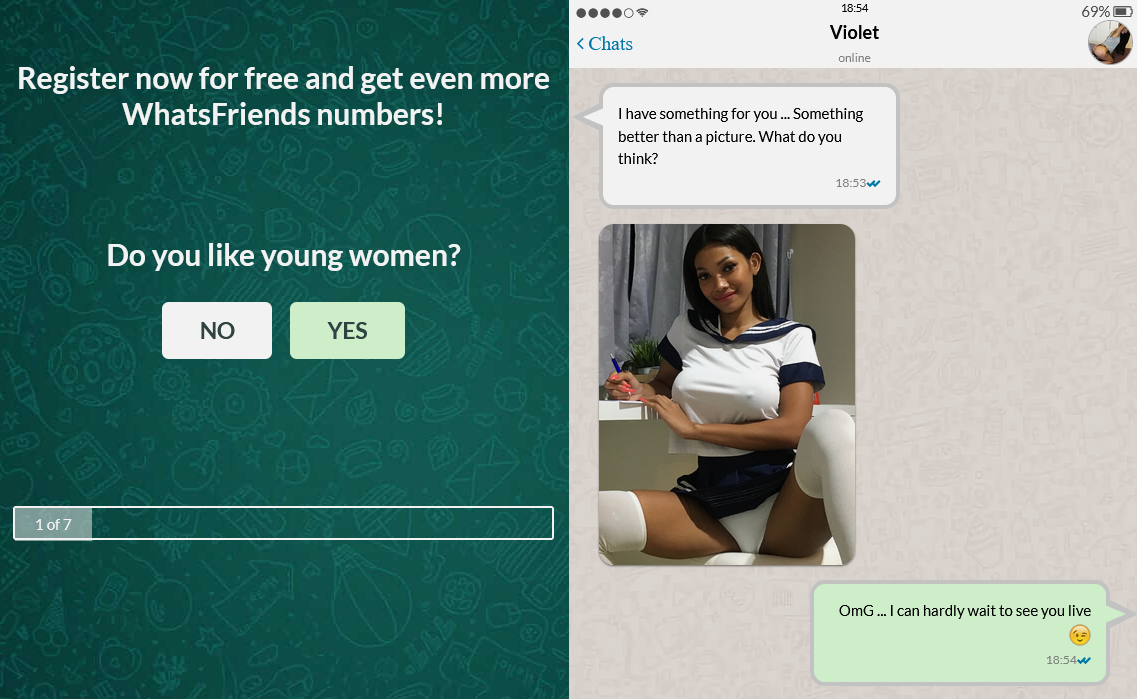 Register now for free and get even more
WhatsFriends numbers!
Do you like young women?
NO
YES
1 of 7
18:54
69%
Chats
Violet
online
I have something for you ... Something
better than a picture. What do you
think?
18:53
OmG ... I can hardly wait to see you live
18:54